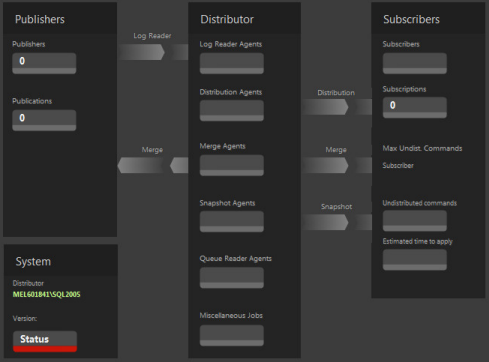 Publishers
Publishers
0
Publications
0
Log Reader
Merge
Distributor
Log Reader Agents
Distribution Agents
Merge Agents
Snapshot Agents
Queue Reader Agents
Miscellaneous Jobs
Distribution
Merge
Snapshot
Subscribers
Subscribers
Subscriptions
0
Max Undist. Commands
Subscriber
Undistributed commands
Estimated time to apply
System
Distributor
MEL601841\SQL2005
Version:
Status